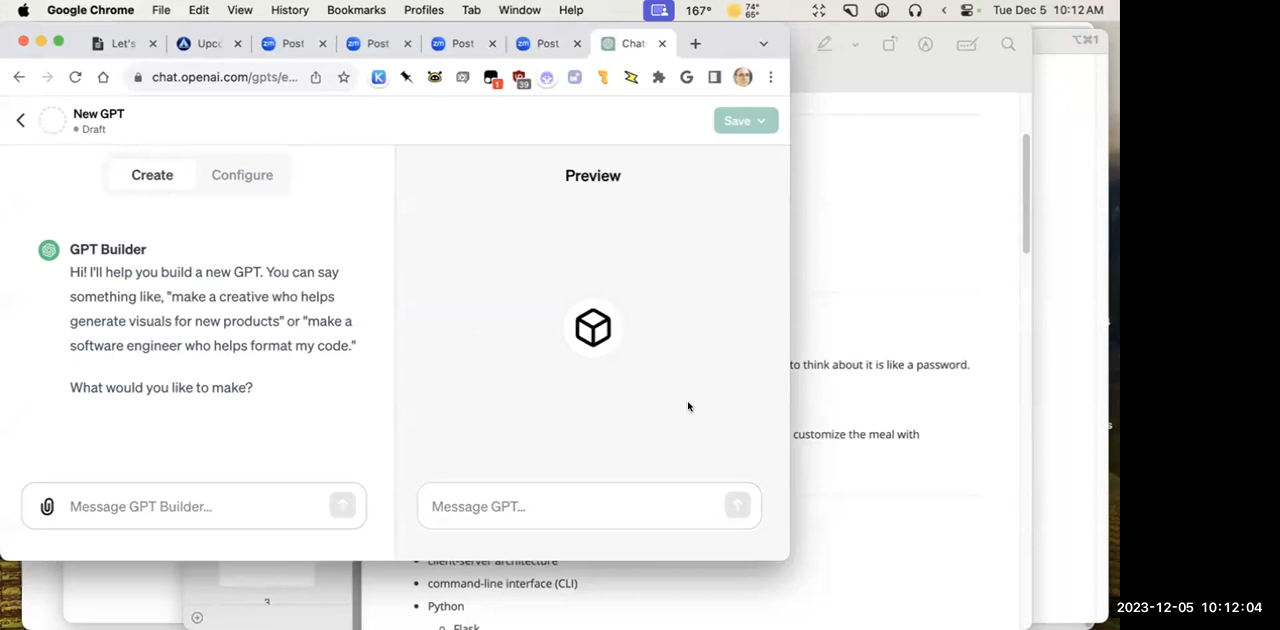 Google Chrome File Edit View History Bookmarks Profiles Tab Window Help 167° 74° 65° Tue Dec 5 10:12 AM
Let's Upco Post Post Post Post Chat
⌥⌘1
chat.openai.com/gpts/e... 1 39
New GPT
Draft
Save
Create Configure
Preview
GPT Builder
Hi! I'll help you build a new GPT. You can say
something like, "make a creative who helps
generate visuals for new products" or "make a
software engineer who helps format my code."
What would you like to make?
Message GPT Builder...
Message GPT...
to think about it is like a password.
customize the meal with
client-server architecture
command-line interface (CLI)
Python
Flask
3
2023-12-05 10:12:04